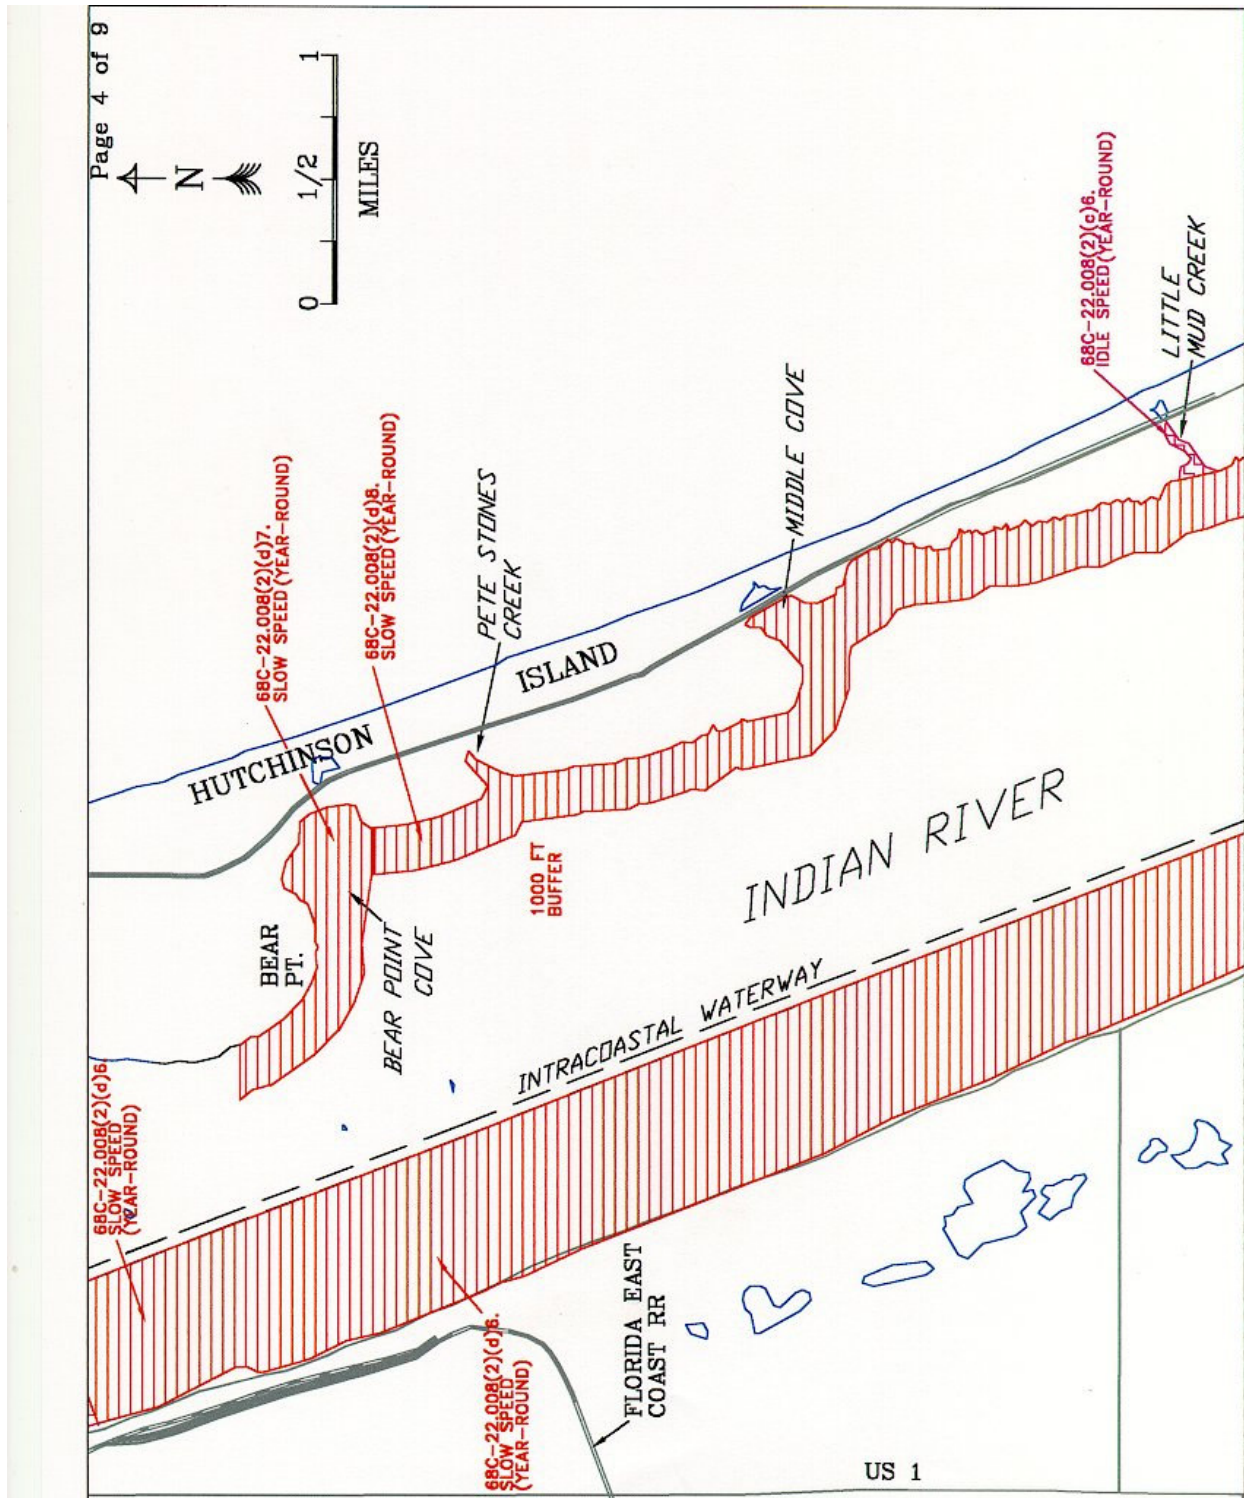 Page 4 of 9
N
0
1/2
1
MILES
68C-22.008(2)(c)6.
IDLE SPEED(YEAR-ROUND)
LITTLE
MUD CREEK
MIDDLE COVE
68C-22.008(2)(d)8.
SLOW SPEED(YEAR-ROUND)
68C-22.008(2)(d)7.
SLOW SPEED(YEAR-ROUND)
PETE STONES
CREEK
HUTCHINSON
ISLAND
1000 FT
BUFFER
BEAR
PT.
BEAR POINT
COVE
INDIAN RIVER
INTRACOASTAL WATERWAY
68C-22.008(2)(d)6.
SLOW SPEED
(YEAR-ROUND)
68C-22.008(2)(d)6.
SLOW SPEED
(YEAR-ROUND)
FLORIDA EAST
COAST RR
US 1